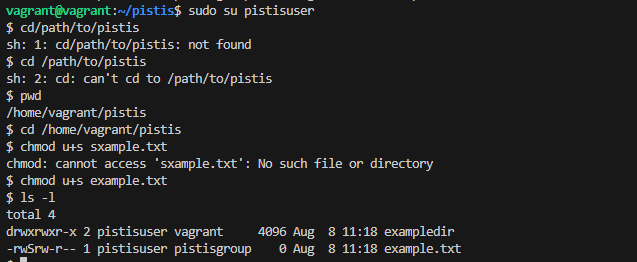 vagrant@vagrant:~/pistis$ sudo su pistisuser
$ cd/path/to/pistis
sh: 1: cd/path/to/pistis: not found
$ cd /path/to/pistis
sh: 2: cd: can't cd to /path/to/pistis
$ pwd
/home/vagrant/pistis
$ cd /home/vagrant/pistis
$ chmod u+s sxample.txt
chmod: cannot access 'sxample.txt': No such file or directory
$ chmod u+s example.txt
$ ls -l
total 4
drwxrwxr-x 2 pistisuser vagrant     4096 Aug  8 11:18 exampledir
-rwSrw-r-- 1 pistisuser pistisgroup    0 Aug  8 11:18 example.txt
$